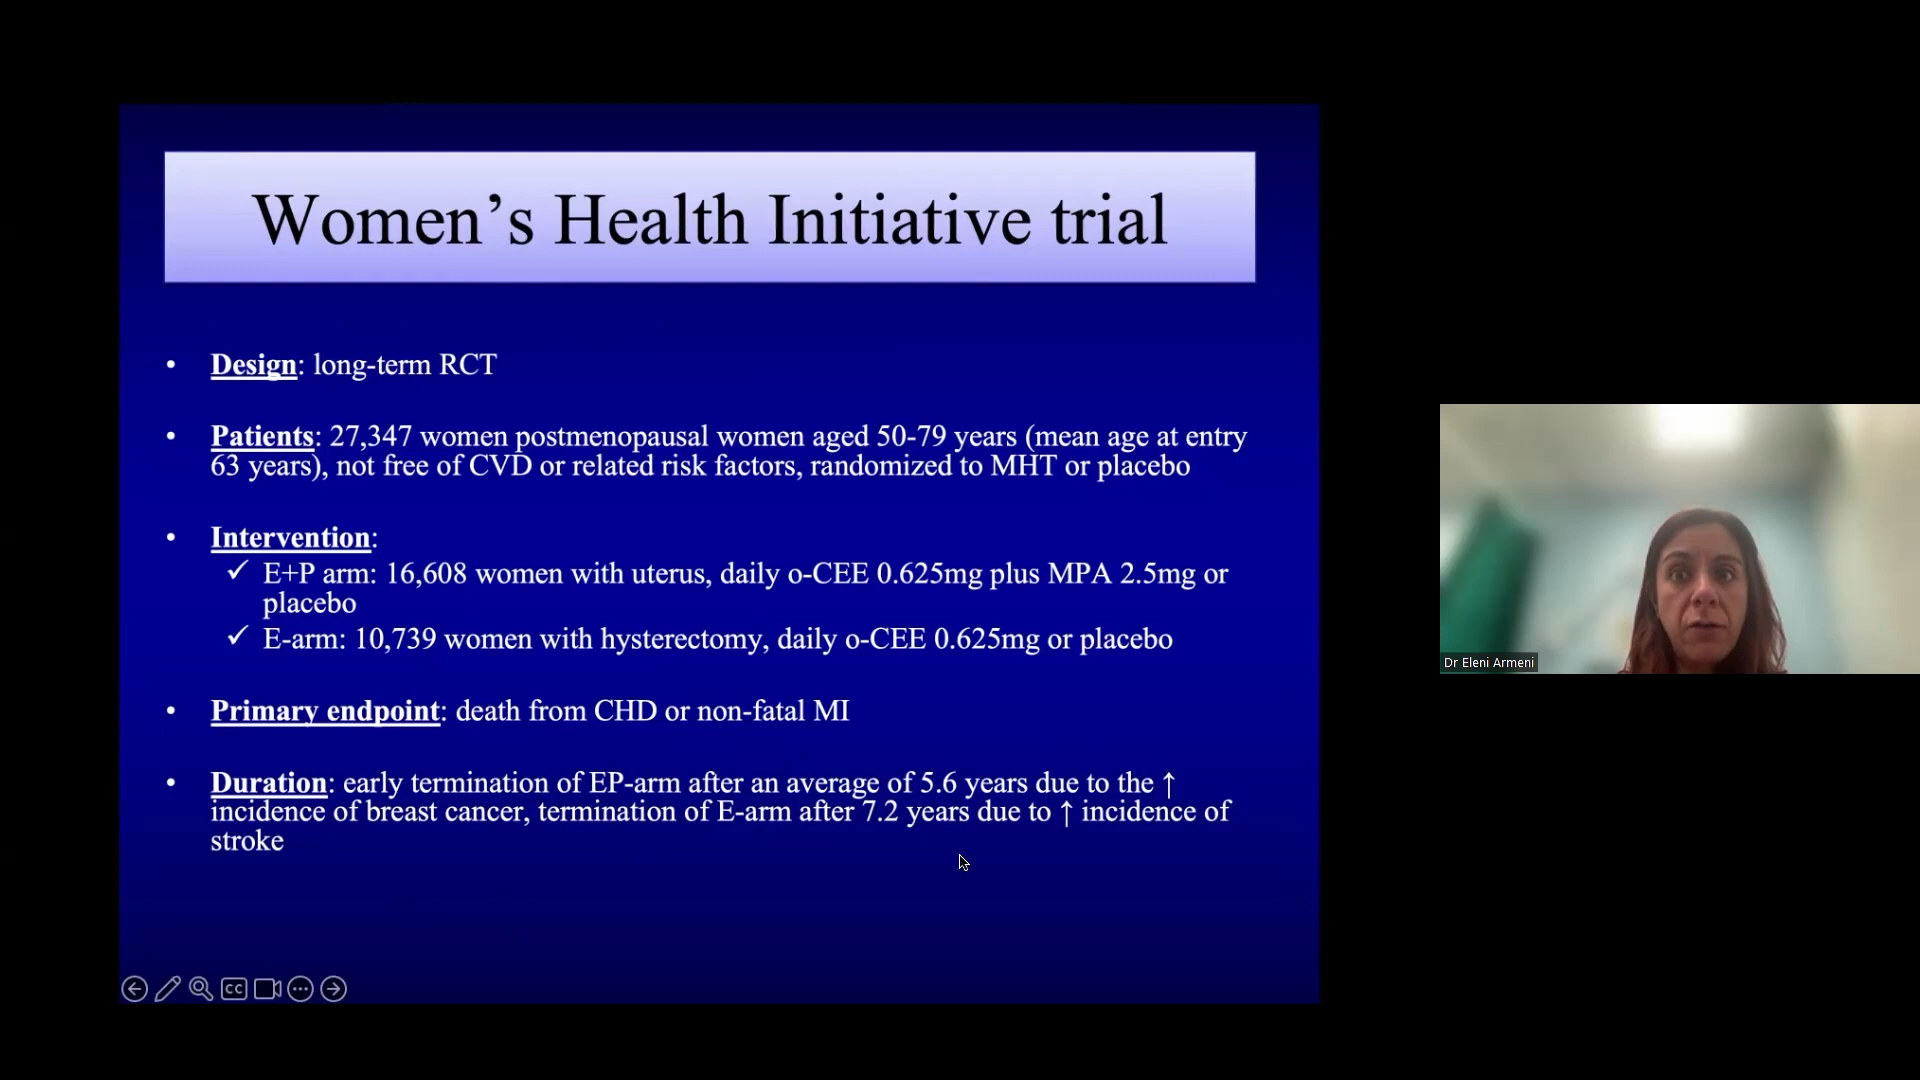 Women’s Health Initiative trial
• Design: long-term RCT
• Patients: 27,347 women postmenopausal women aged 50-79 years (mean age at entry
63 years), not free of CVD or related risk factors, randomized to MHT or placebo
• Intervention:
✓ E+P arm: 16,608 women with uterus, daily o-CEE 0.625mg plus MPA 2.5mg or
placebo
✓ E-arm: 10,739 women with hysterectomy, daily o-CEE 0.625mg or placebo
• Primary endpoint: death from CHD or non-fatal MI
• Duration: early termination of EP-arm after an average of 5.6 years due to the ↑
incidence of breast cancer, termination of E-arm after 7.2 years due to ↑ incidence of
stroke
CC
Dr Eleni Armeni